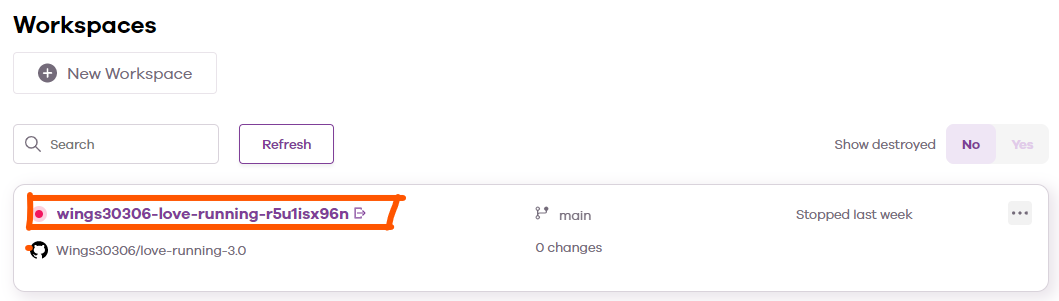 Workspaces
New Workspace
Search
Refresh
Show destroyed
No
Yes
wings30306-love-running-r5u1isx96n
main
Stopped last week
Wings30306/love-running-3.0
0 changes